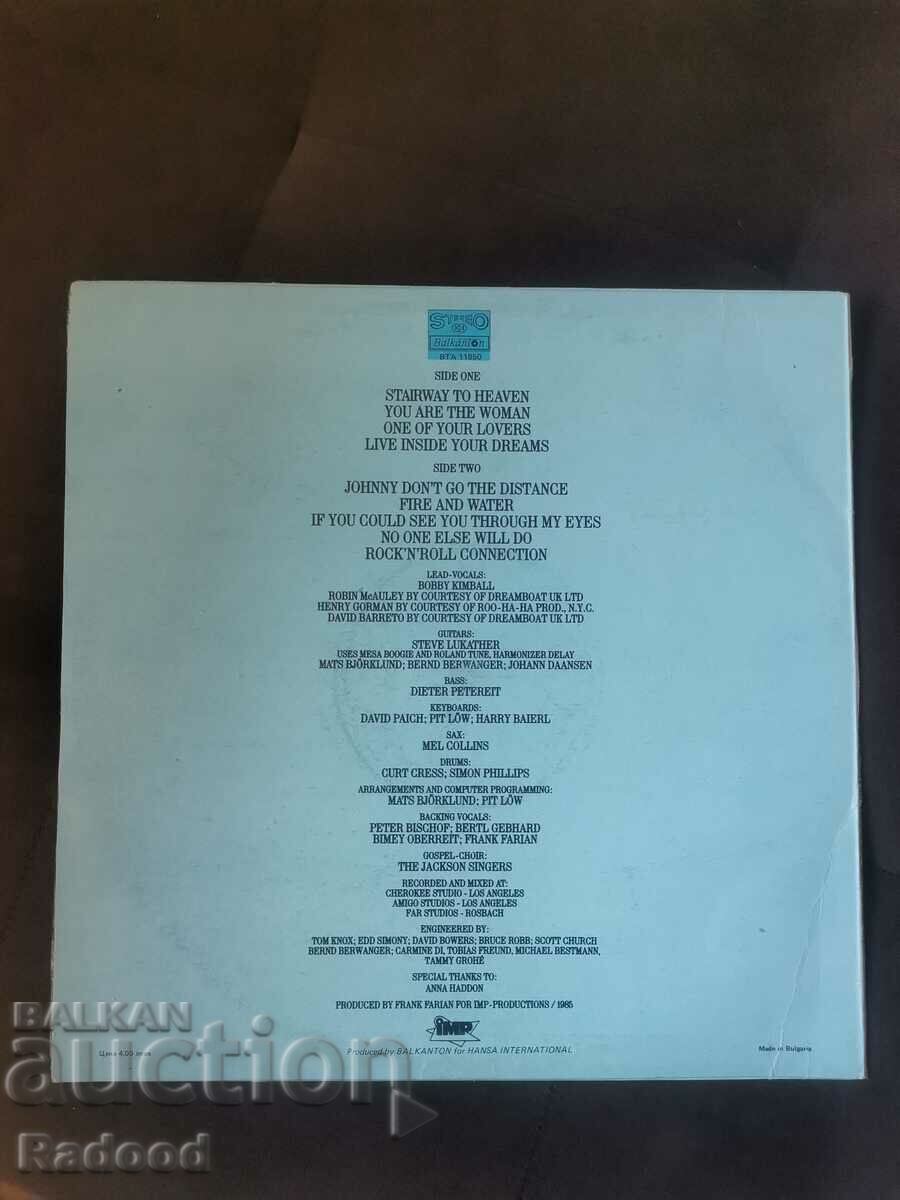 STEREO
Balkanton
BTA 11850
SIDE ONE
STAIRWAY TO HEAVEN
YOU ARE THE WOMAN
ONE OF YOUR LOVERS
LIVE INSIDE YOUR DREAMS
SIDE TWO
JOHNNY DON'T GO THE DISTANCE
FIRE AND WATER
IF YOU COULD SEE YOU THROUGH MY EYES
NO ONE ELSE WILL DO
ROCK'N'ROLL CONNECTION
LEAD-VOCALS:
BOBBY KIMBALL
ROBIN McAULEY BY COURTESY OF DREAMBOAT UK LTD
HENRY GORMAN BY COURTESY OF ROO-HA-HA PROD., N.Y.C.
DAVID BARRETO BY COURTESY OF DREAMBOAT UK LTD
GUITARS:
STEVE LUKATHER
USES MESA BOOGIE AND ROLAND TUNE, HARMONIZER DELAY
MATS BJÖRKLUND; BERND BERWANGER; JOHANN DAANSEN
BASS:
DIETER PETEREIT
KEYBOARDS:
DAVID PAICH; PIT LÖW; HARRY BAIERL
SAX:
MEL COLLINS
DRUMS:
CURT CRESS; SIMON PHILLIPS
ARRANGEMENTS AND COMPUTER PROGRAMMING:
MATS BJÖRKLUND; PIT LÖW
BACKING VOCALS:
PETER BISCHOF; BERTL GEBHARD
BIMEY OBERREIT; FRANK FARIAN
GOSPEL-CHOIR:
THE JACKSON SINGERS
RECORDED AND MIXED AT:
CHEROKEE STUDIO - LOS ANGELES
AMIGO STUDIOS - LOS ANGELES
FAR STUDIOS - ROSBACH
ENGINEERED BY:
TOM KNOX; EDD SIMONY; DAVID BOWERS; BRUCE ROBB; SCOTT CHURCH
BERND BERWANGER; CARMINE DI, TOBIAS FREUND, MICHAEL BESTMANN,
TAMMY GROHÉ
SPECIAL THANKS TO:
ANNA HADDON
PRODUCED BY FRANK FARIAN FOR IMP-PRODUCTIONS / 1985
IMP
Цена 4.00 лева
Produced by BALKANTON for HANSA INTERNATIONAL
Made in Bulgaria
BALKAN
auction
Radood